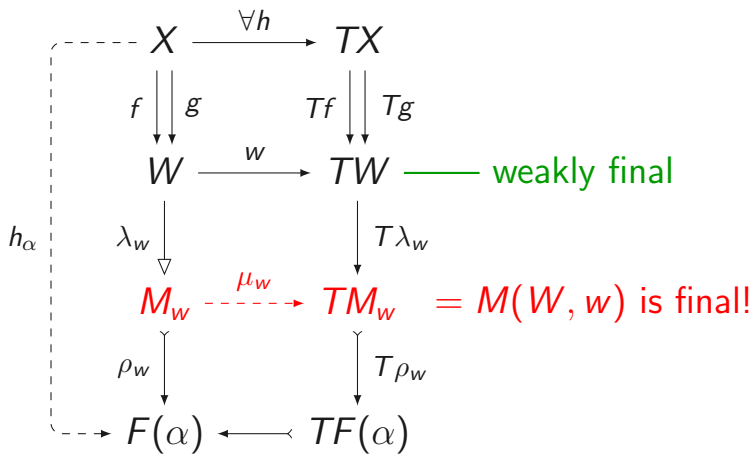 X ∀h TX
f g Tf Tg
W w TW weakly final
h_α λ_w Tλ_w
M_w μ_w TM_w = M(W, w) is final!
ρ_w Tρ_w
F(α) TF(α)